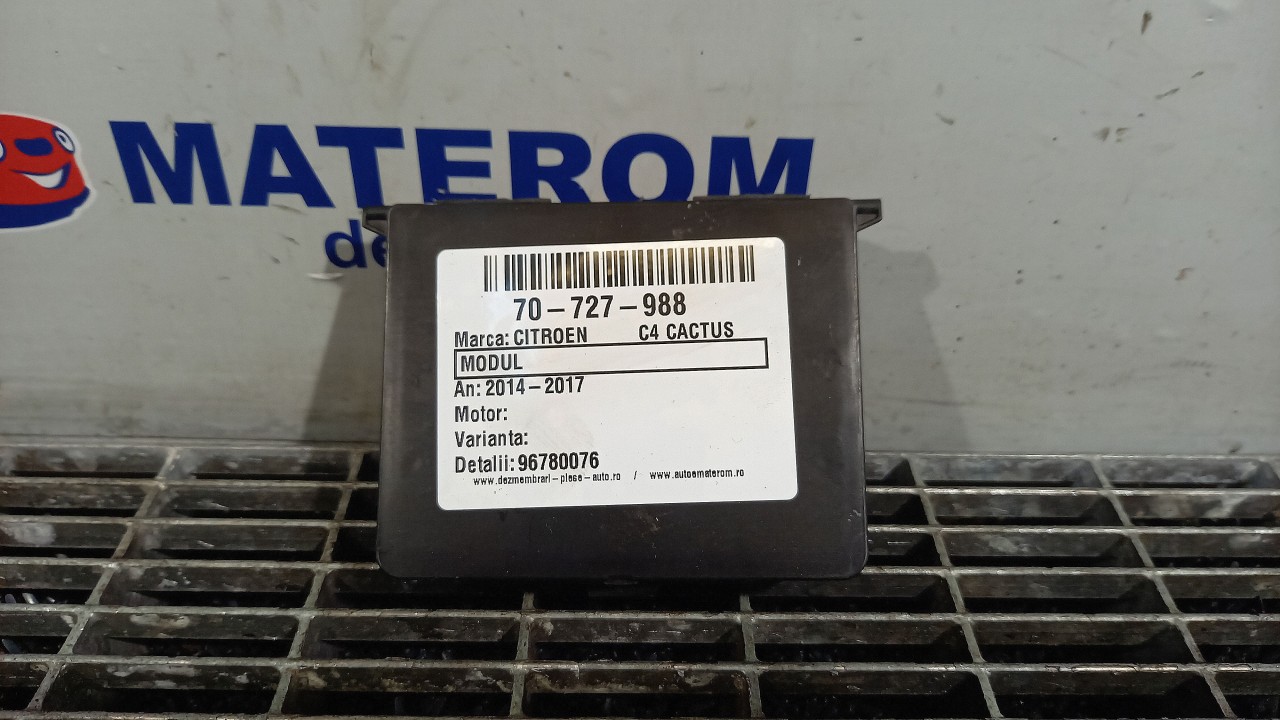 MATEROM
de
70-727-988
Marca: CITROEN C4 CACTUS
MODUL
An: 2014-2017
Motor:
Varianta:
Detalii: 96780076
www.dezmembrari-piese-auto.ro / www.autoematerom.ro